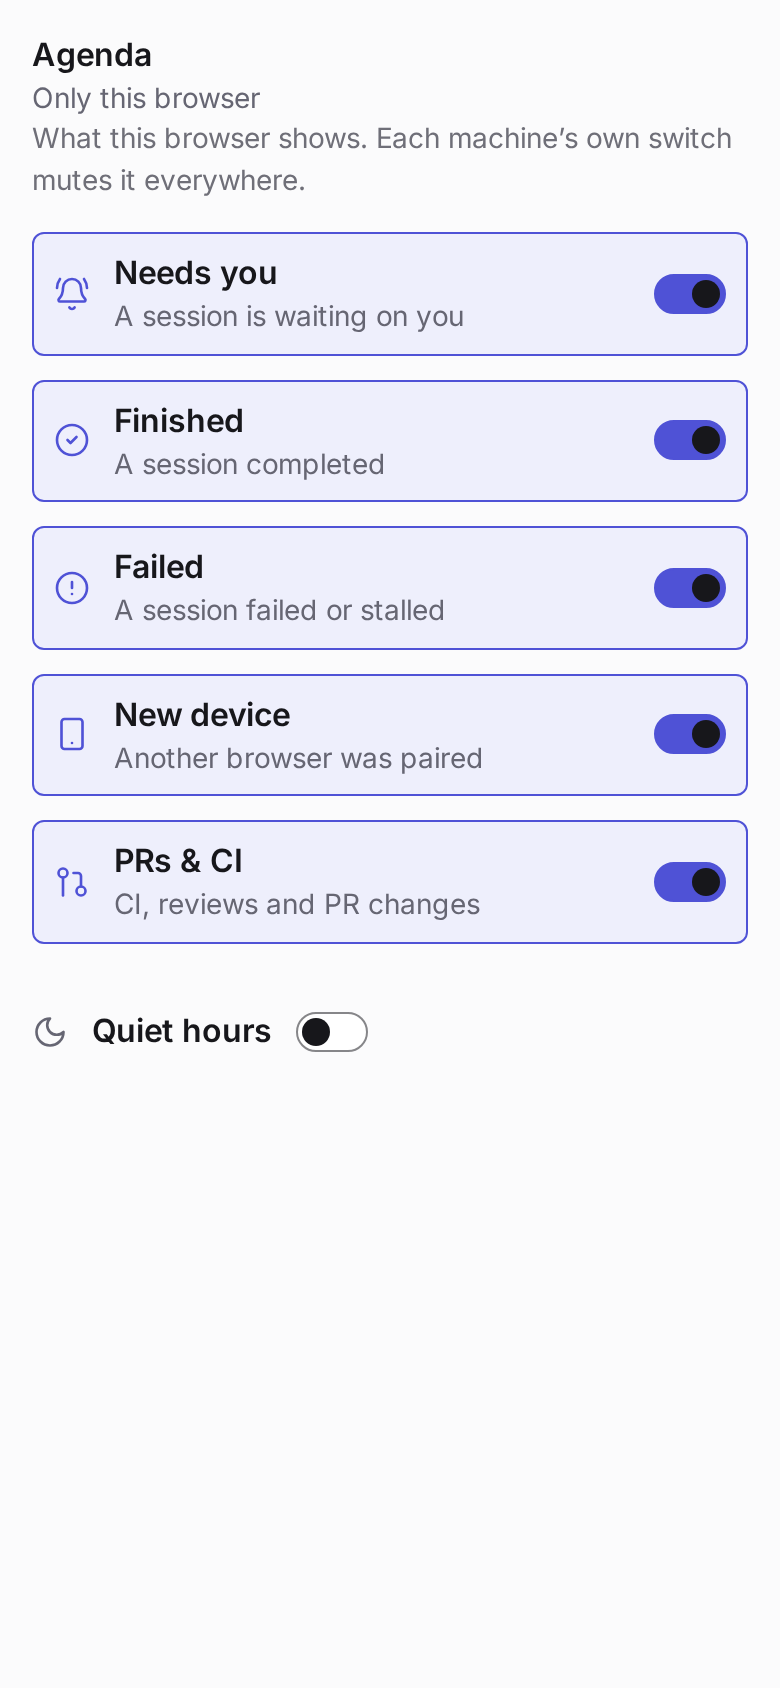 Agenda
Only this browser
What this browser shows. Each machine’s own switch
mutes it everywhere.
Needs you
A session is waiting on you
Finished
A session completed
Failed
A session failed or stalled
New device
Another browser was paired
PRs & CI
CI, reviews and PR changes
Quiet hours